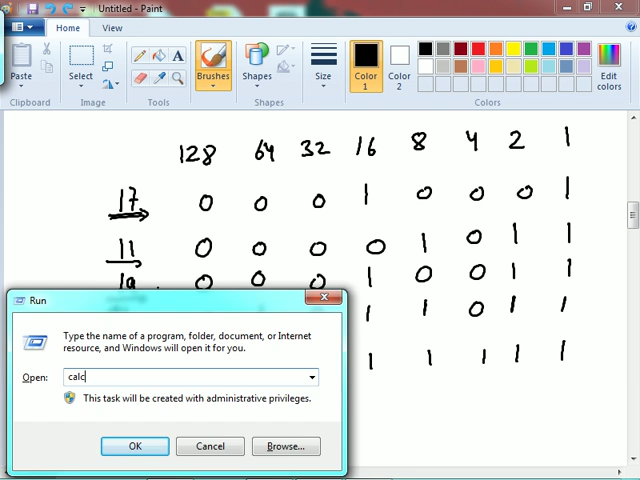 Untitled - Paint
Home View
Paste Select Brushes Shapes Size Color 1 Color 2 Edit colors
Clipboard Image Tools Shapes Colors
128 64 32 16 8 4 2 1
17 0 0 0 1 0 0 0 1
11 0 0 0 0 1 0 1 1
19 0 0 0 1 0 0 1 1
1 1 0 1 1
1 1 1 1 1
Run
Type the name of a program, folder, document, or Internet
resource, and Windows will open it for you.
Open: calc
This task will be created with administrative privileges.
OK Cancel Browse...